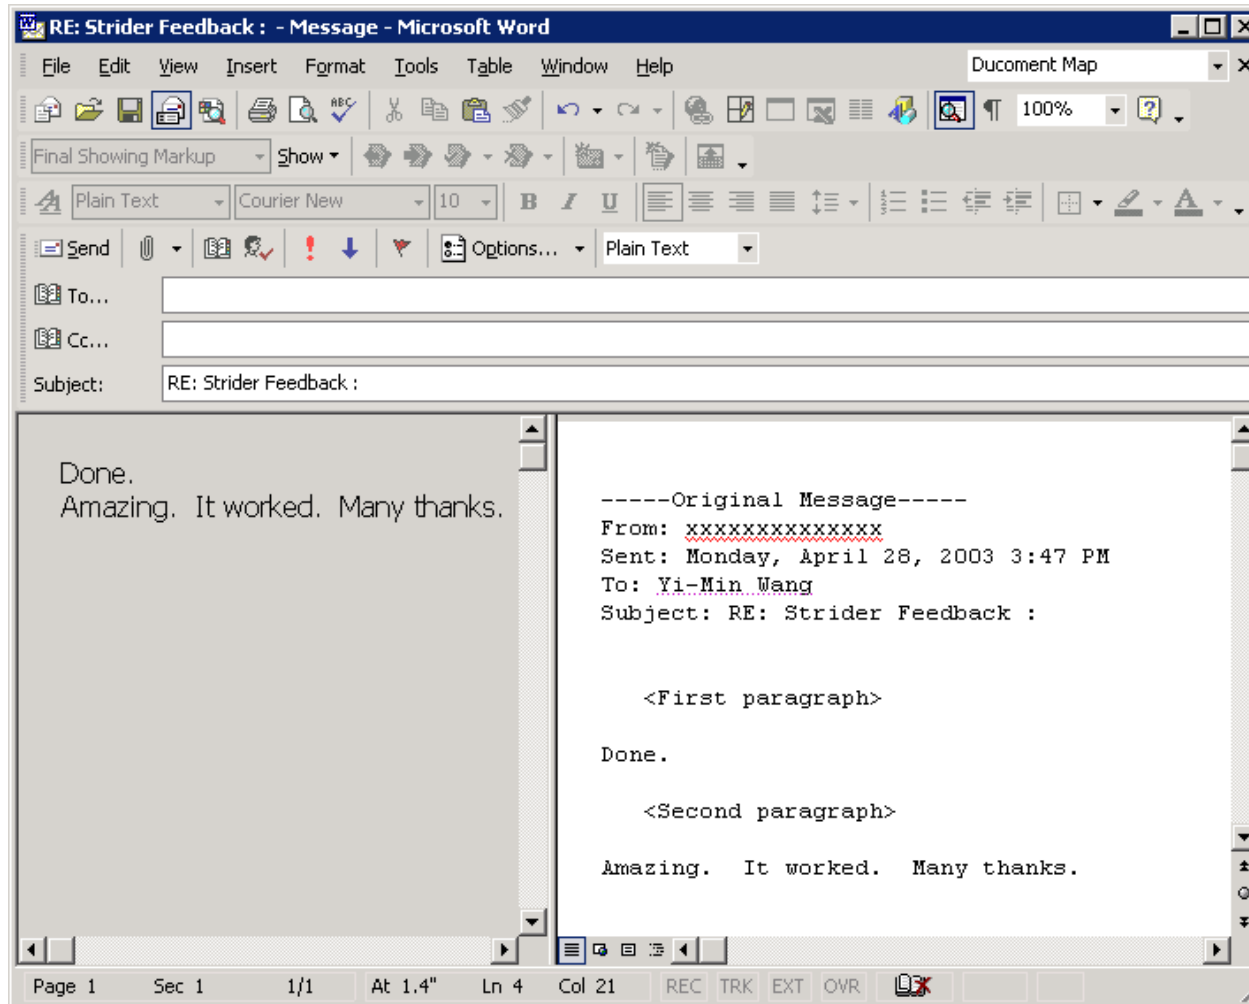 RE: Strider Feedback :  - Message - Microsoft Word
File Edit View Insert Format Tools Table Window Help Ducoment Map
ABC 100%
Final Showing Markup Show
Plain Text Courier New 10 B I U A
Send Options... Plain Text
To...
Cc...
Subject: RE: Strider Feedback :
Done.
Amazing.  It worked.  Many thanks.
-----Original Message-----
From: xxxxxxxxxxxxxx
Sent: Monday, April 28, 2003 3:47 PM
To: Yi-Min Wang
Subject: RE: Strider Feedback :
<First paragraph>
Done.
<Second paragraph>
Amazing.  It worked.  Many thanks.
Page 1 Sec 1 1/1 At 1.4" Ln 4 Col 21 REC TRK EXT OVR